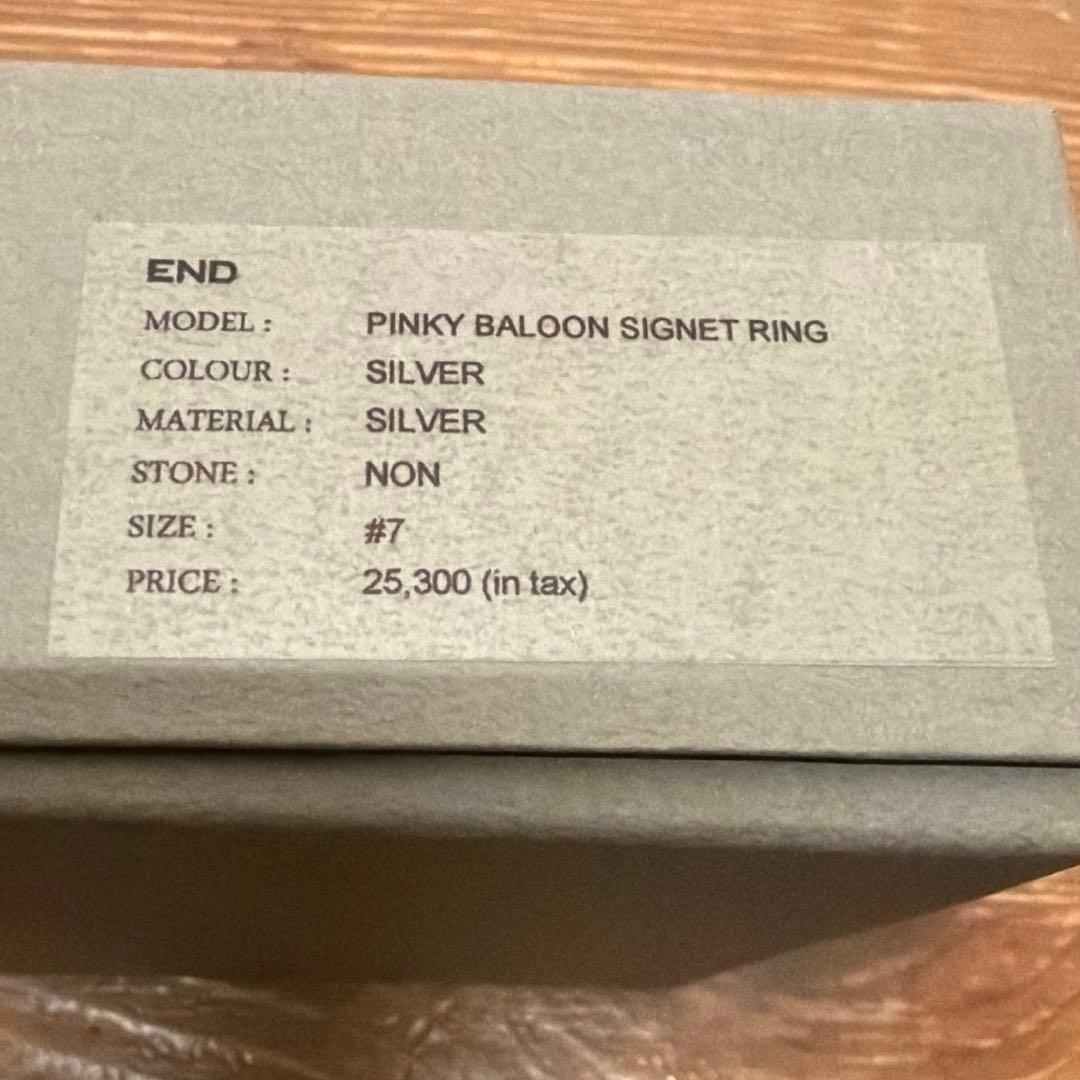 END
MODEL : PINKY BALOON SIGNET RING
COLOUR : SILVER
MATERIAL : SILVER
STONE : NON
SIZE : #7
PRICE : 25,300 (in tax)